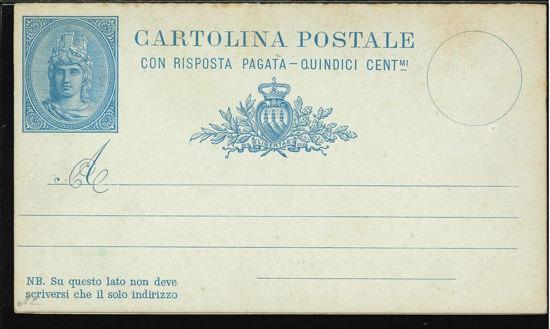 CARTOLINA POSTALE
CON RISPOSTA PAGATA - QUINDICI CENTMI
LIBERTAS
A
NB. Su questo lato non deve
scriversi che il solo indirizzo